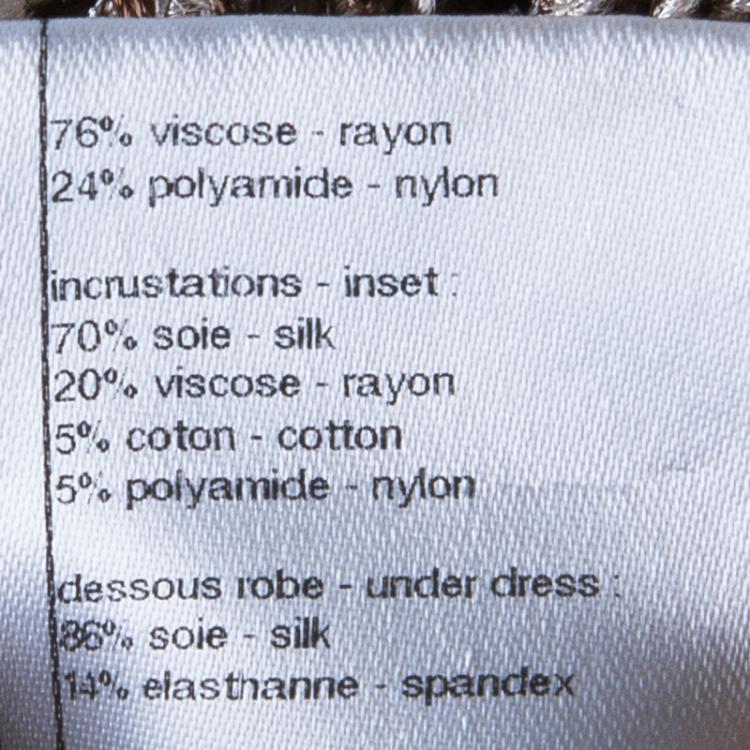 76% viscose - rayon
24% polyamide - nylon
incrustations - inset :
70% soie - silk
20% viscose - rayon
5% coton - cotton
5% polyamide - nylon
dessous robe - under dress :
86% soie - silk
14% elasthanne - spandex